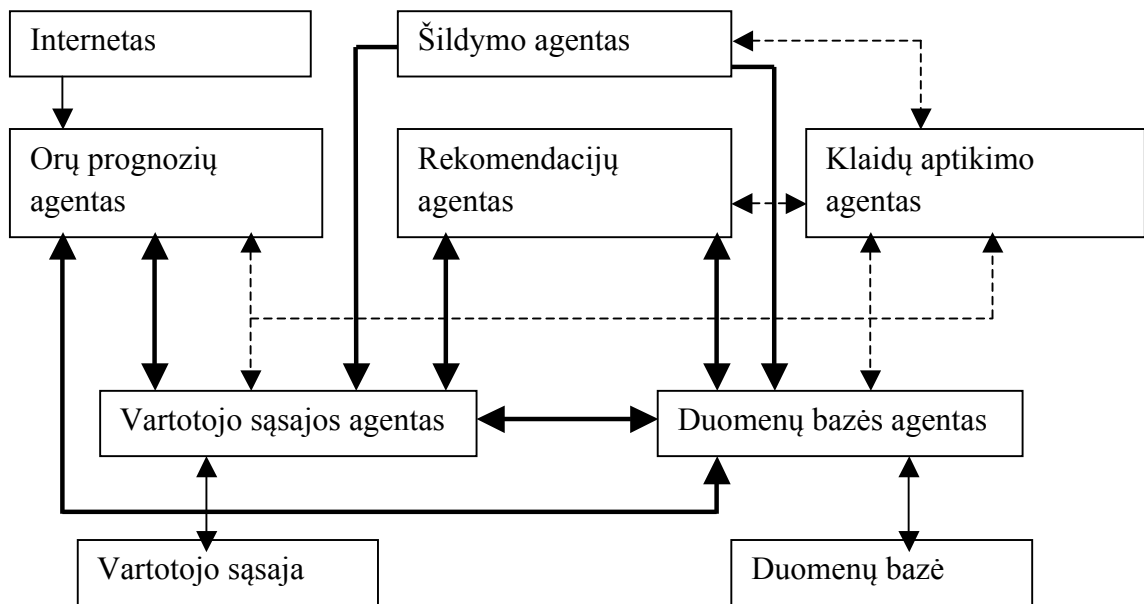 Internetas
Šildymo agentas
Orų prognozių
agentas
Rekomendacijų
agentas
Klaidų aptikimo
agentas
Vartotojo sąsajos agentas
Duomenų bazės agentas
Vartotojo sąsaja
Duomenų bazė